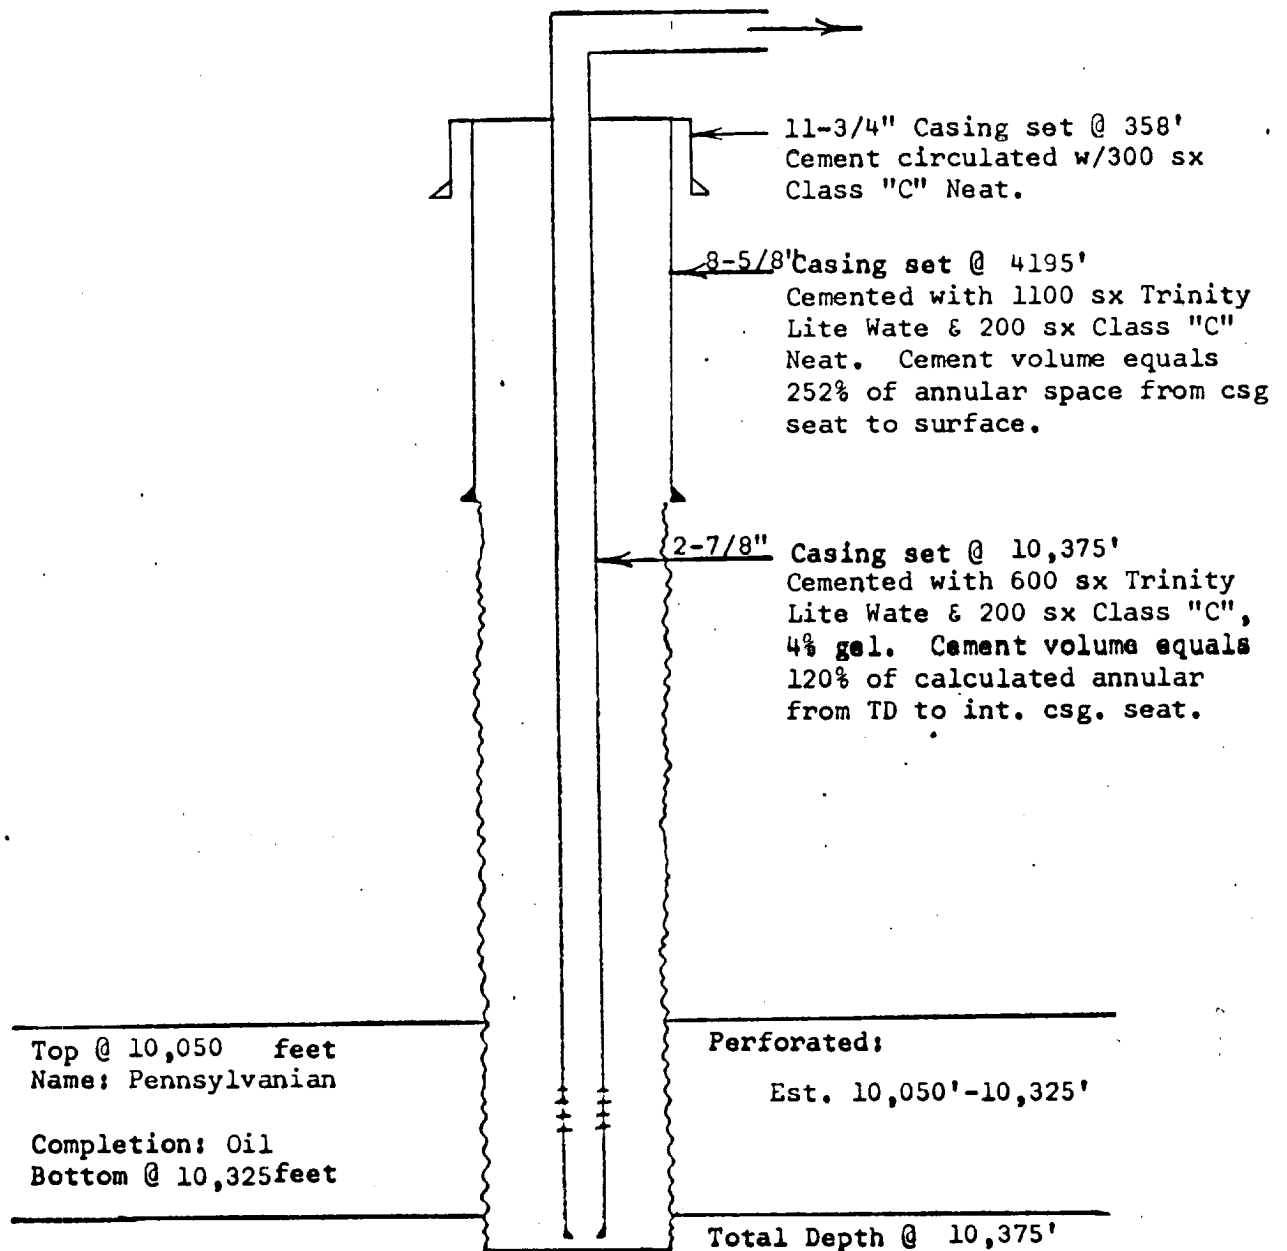 11-3/4" Casing set @ 358'
Cement circulated w/300 sx
Class "C" Neat.
8-5/8" Casing set @ 4195'
Cemented with 1100 sx Trinity
Lite Wate & 200 sx Class "C"
Neat. Cement volume equals
252% of annular space from csg
seat to surface.
2-7/8" Casing set @ 10,375'
Cemented with 600 sx Trinity
Lite Wate & 200 sx Class "C",
4% gel. Cement volume equals
120% of calculated annular
from TD to int. csg. seat.
Top @ 10,050 feet
Name: Pennsylvanian
Completion: Oil
Bottom @ 10,325feet
Perforated:
Est. 10,050'-10,325'
Total Depth @ 10,375'